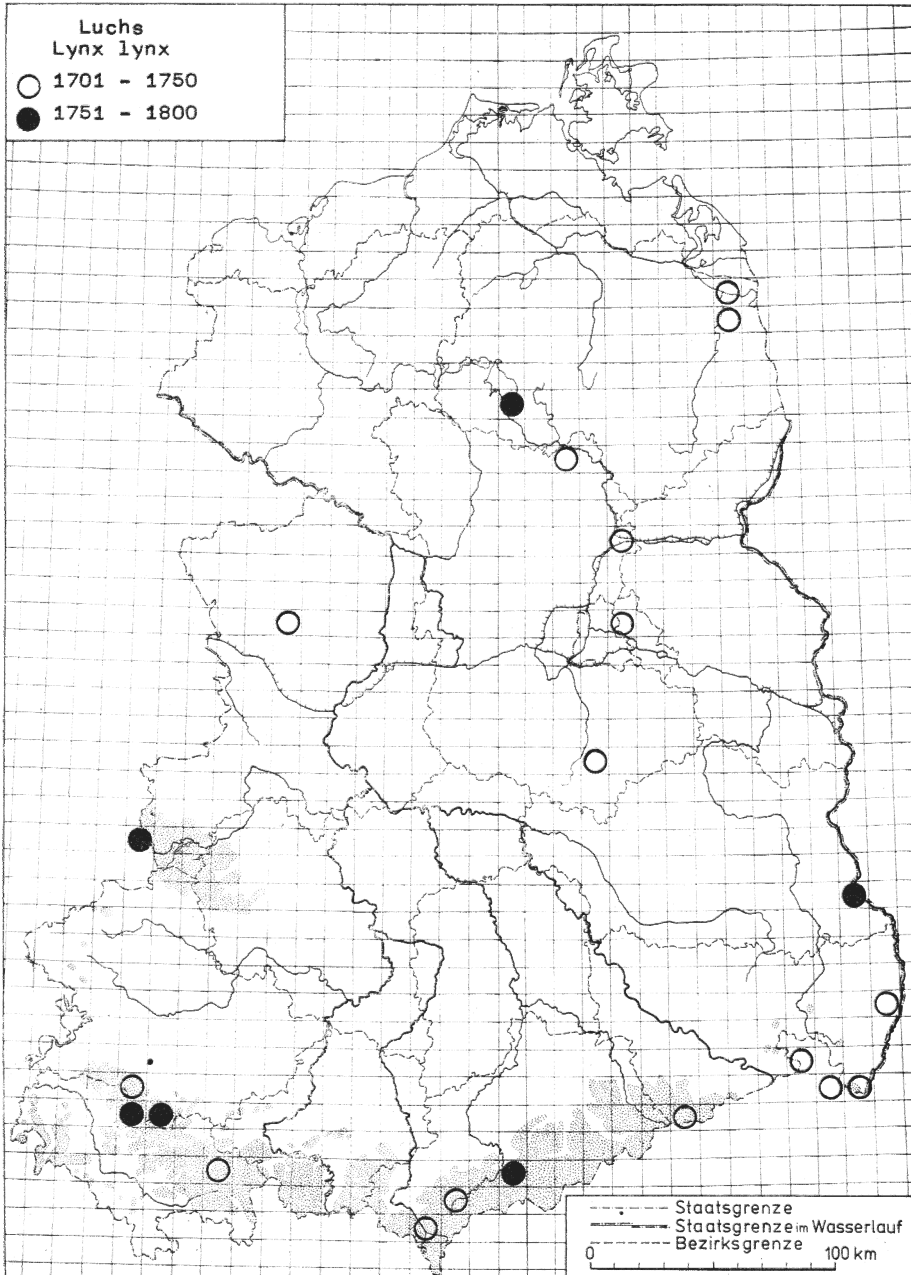 Luchs
Lynx lynx
1701 - 1750
1751 - 1800
Staatsgrenze
Staatsgrenze im Wasserlauf
Bezirksgrenze
0 100 km